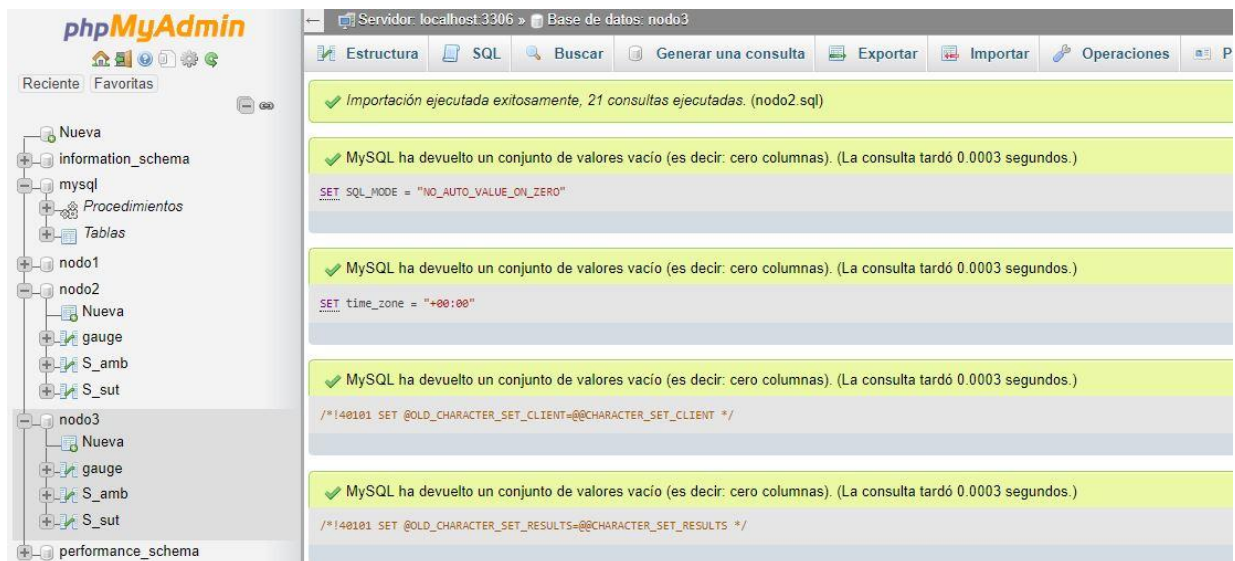 phpMyAdmin
Reciente Favoritas
Nueva
information_schema
mysql
Procedimientos
Tablas
nodo1
nodo2
Nueva
gauge
S_amb
S_sut
nodo3
Nueva
gauge
S_amb
S_sut
performance_schema
← Servidor: localhost:3306 » Base de datos: nodo3
Estructura SQL Buscar Generar una consulta Exportar Importar Operaciones P
Importación ejecutada exitosamente, 21 consultas ejecutadas. (nodo2.sql)
MySQL ha devuelto un conjunto de valores vacío (es decir: cero columnas). (La consulta tardó 0.0003 segundos.)
SET SQL_MODE = "NO_AUTO_VALUE_ON_ZERO"
MySQL ha devuelto un conjunto de valores vacío (es decir: cero columnas). (La consulta tardó 0.0003 segundos.)
SET time_zone = "+00:00"
MySQL ha devuelto un conjunto de valores vacío (es decir: cero columnas). (La consulta tardó 0.0003 segundos.)
/*!40101 SET @OLD_CHARACTER_SET_CLIENT=@@CHARACTER_SET_CLIENT */
MySQL ha devuelto un conjunto de valores vacío (es decir: cero columnas). (La consulta tardó 0.0003 segundos.)
/*!40101 SET @OLD_CHARACTER_SET_RESULTS=@@CHARACTER_SET_RESULTS */